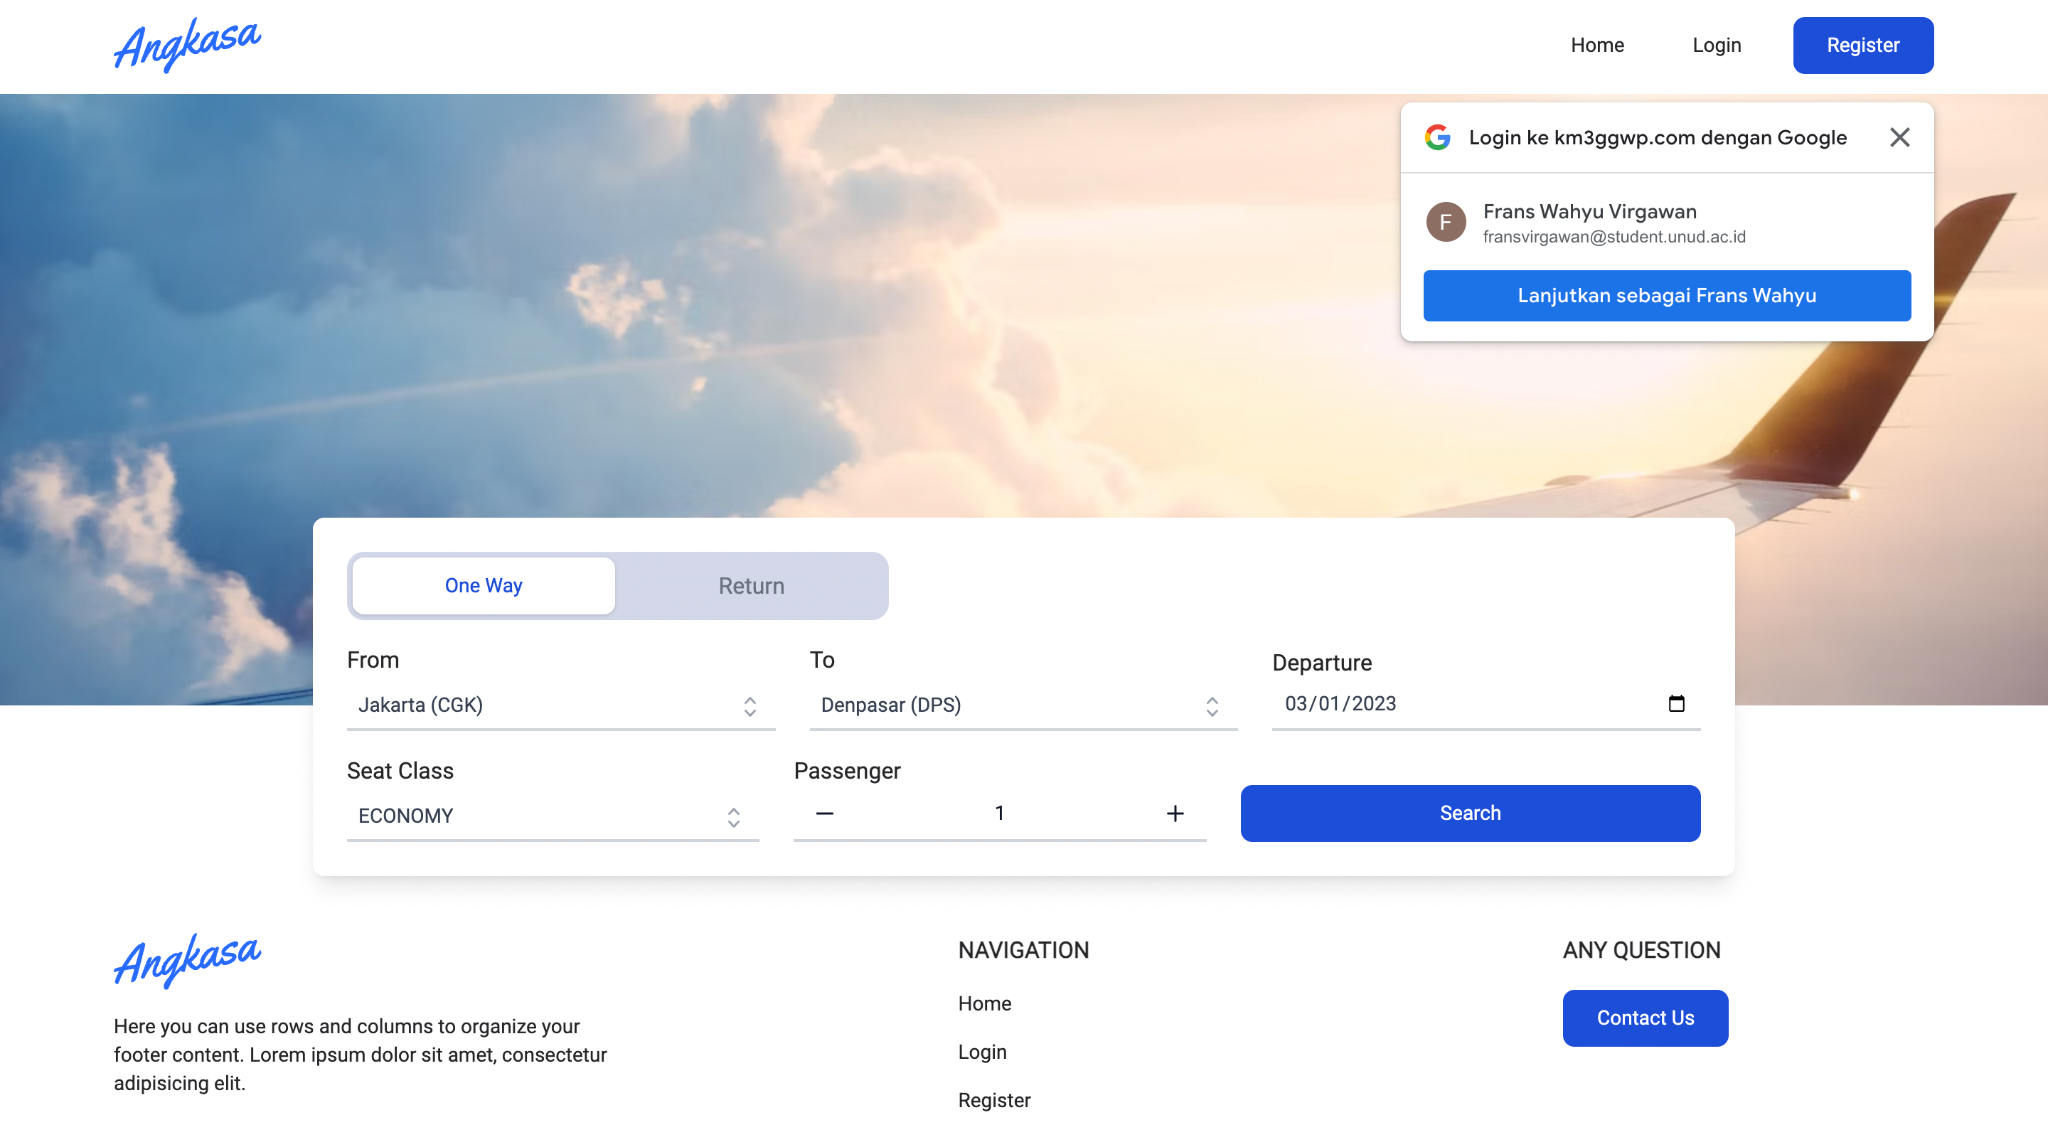 Angkasa
Home
Login
Register
Login ke km3ggwp.com dengan Google
F
Frans Wahyu Virgawan
fransvirgawan@student.unud.ac.id
Lanjutkan sebagai Frans Wahyu
One Way
Return
From
To
Departure
Jakarta (CGK)
Denpasar (DPS)
03/01/2023
Seat Class
Passenger
ECONOMY
1
Search
Angkasa
Here you can use rows and columns to organize your
footer content. Lorem ipsum dolor sit amet, consectetur
adipisicing elit.
NAVIGATION
Home
Login
Register
ANY QUESTION
Contact Us